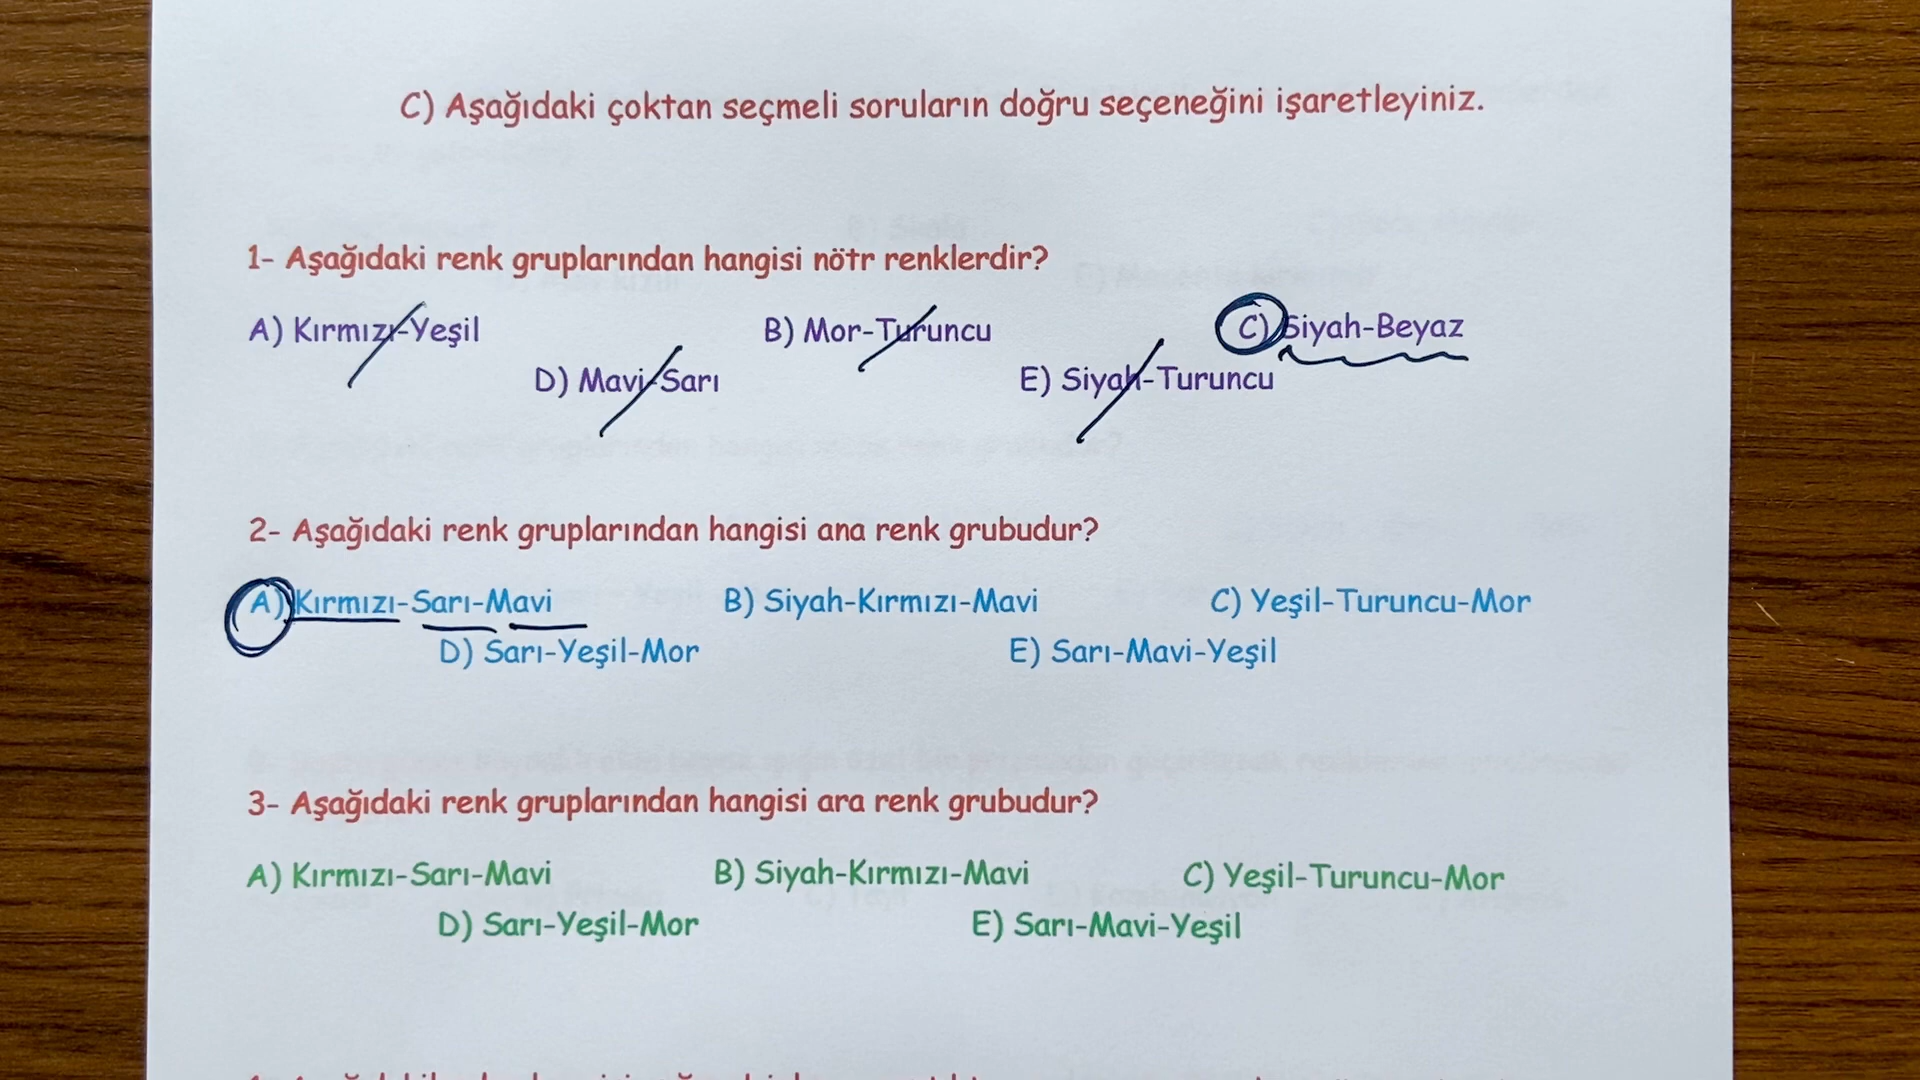 C) Aşağıdaki çoktan seçmeli soruların doğru seçeneğini işaretleyiniz.
1- Aşağıdaki renk gruplarından hangisi nötr renklerdir?
A) Kırmızı-Yeşil B) Mor-Turuncu C) Siyah-Beyaz
D) Mavi-Sarı E) Siyah-Turuncu
2- Aşağıdaki renk gruplarından hangisi ana renk grubudur?
A) Kırmızı-Sarı-Mavi B) Siyah-Kırmızı-Mavi C) Yeşil-Turuncu-Mor
D) Sarı-Yeşil-Mor E) Sarı-Mavi-Yeşil
3- Aşağıdaki renk gruplarından hangisi ara renk grubudur?
A) Kırmızı-Sarı-Mavi B) Siyah-Kırmızı-Mavi C) Yeşil-Turuncu-Mor
D) Sarı-Yeşil-Mor E) Sarı-Mavi-Yeşil